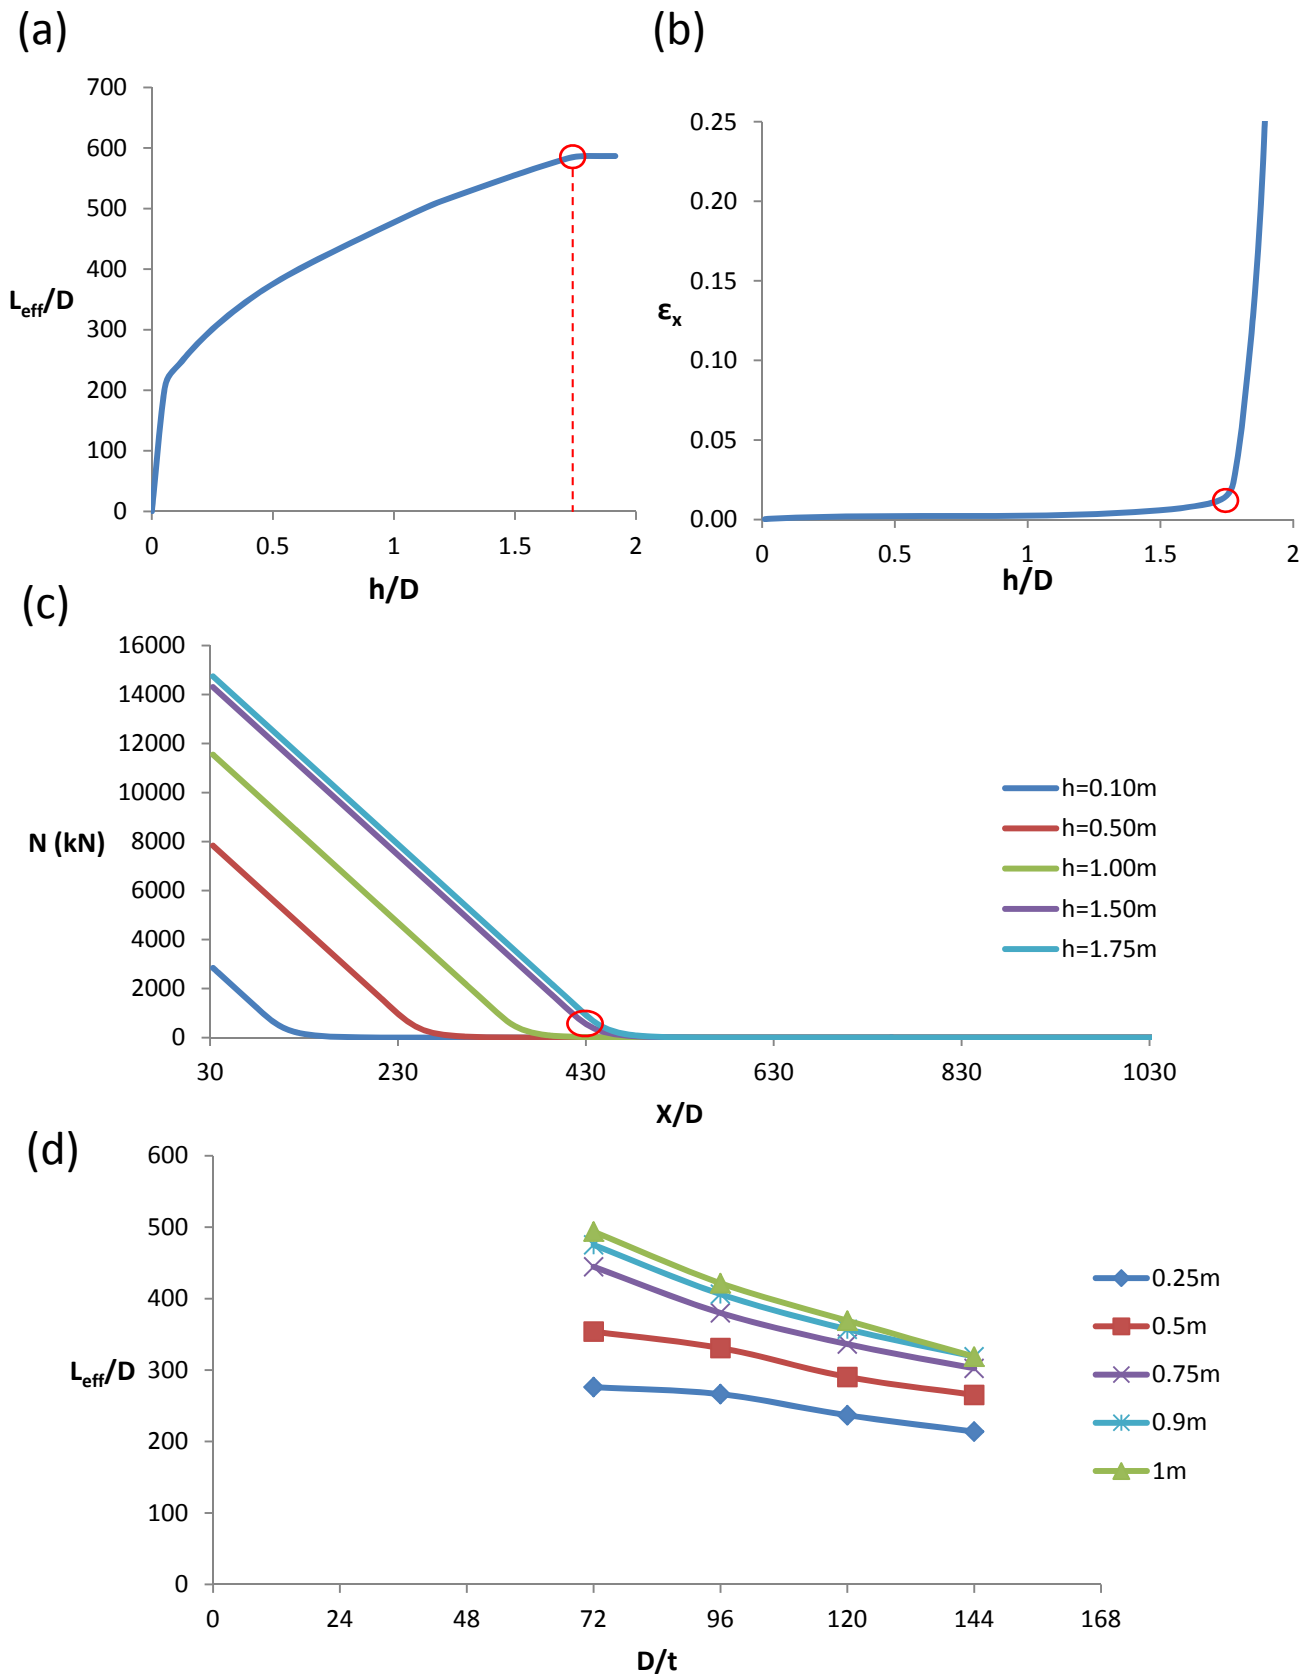 (a)
700
600
500
400
300
200
100
0
Leff/D
0 0.5 1 1.5 2
h/D
(b)
0.25
0.20
0.15
0.10
0.05
0.00
εx
0 0.5 1 1.5 2
h/D
(c)
16000
14000
12000
10000
8000
6000
4000
2000
0
N (kN)
30 230 430 630 830 1030
X/D
h=0.10m
h=0.50m
h=1.00m
h=1.50m
h=1.75m
(d)
600
500
400
300
200
100
0
Leff/D
0 24 48 72 96 120 144 168
D/t
0.25m
0.5m
0.75m
0.9m
1m